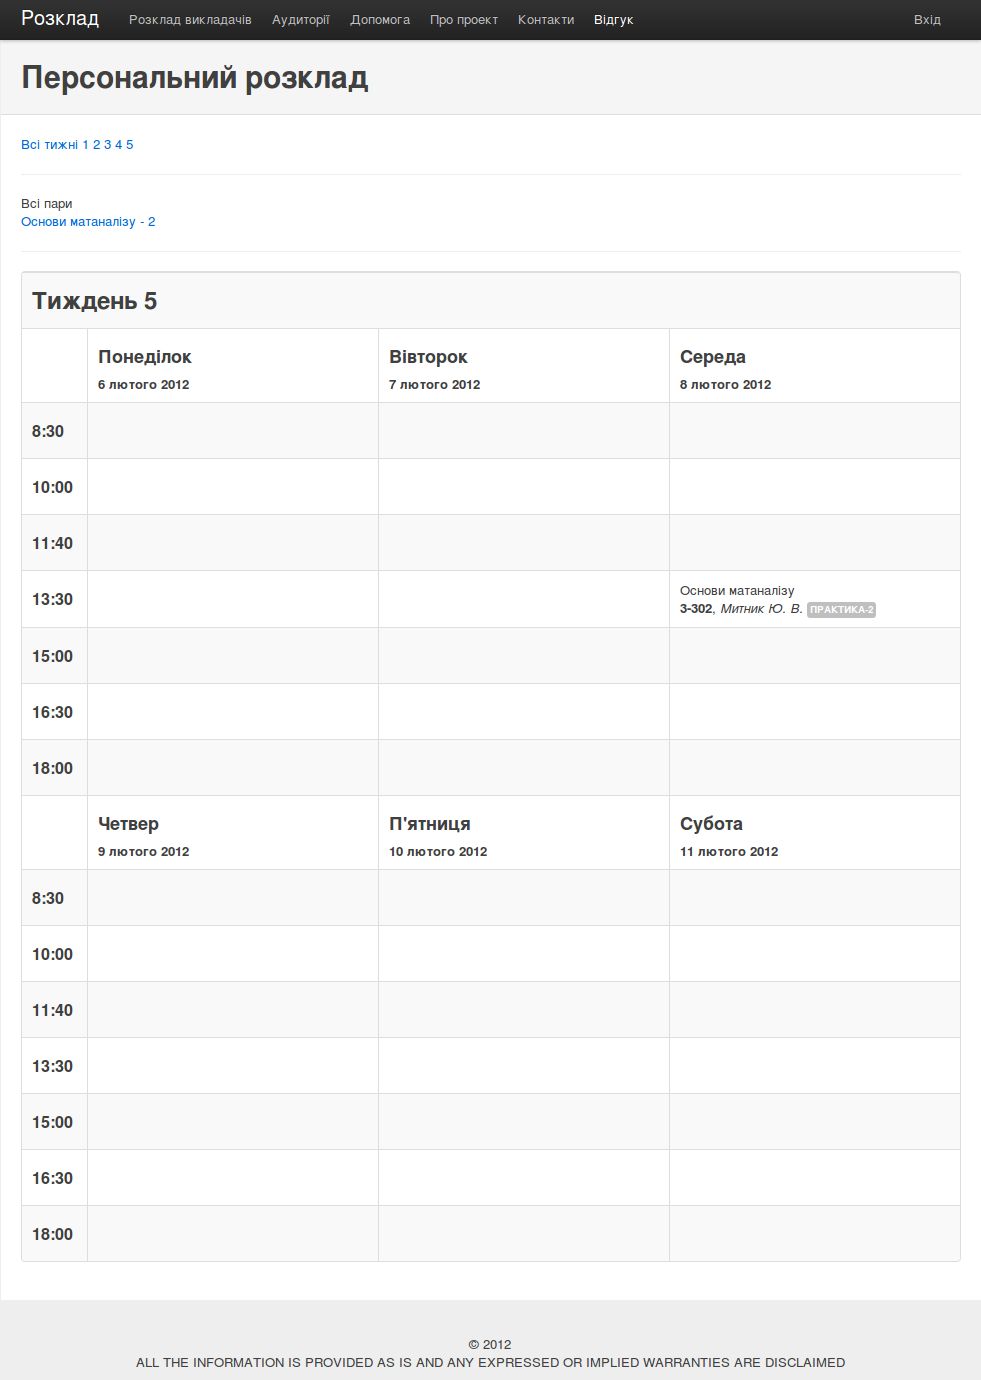 Розклад Розклад викладачів Аудиторії Допомога Про проект Контакти Відгук Вхід
Персональний розклад
Всі тижні 1 2 3 4 5
Всі пари
Основи матаналізу - 2
Тиждень 5
Понеділок Вівторок Середа
6 лютого 2012 7 лютого 2012 8 лютого 2012
8:30
10:00
11:40
13:30
Основи матаналізу
3-302, Митник Ю. В. ПРАКТИКА-2
15:00
16:30
18:00
Четвер П'ятниця Субота
9 лютого 2012 10 лютого 2012 11 лютого 2012
8:30
10:00
11:40
13:30
15:00
16:30
18:00
© 2012
ALL THE INFORMATION IS PROVIDED AS IS AND ANY EXPRESSED OR IMPLIED WARRANTIES ARE DISCLAIMED